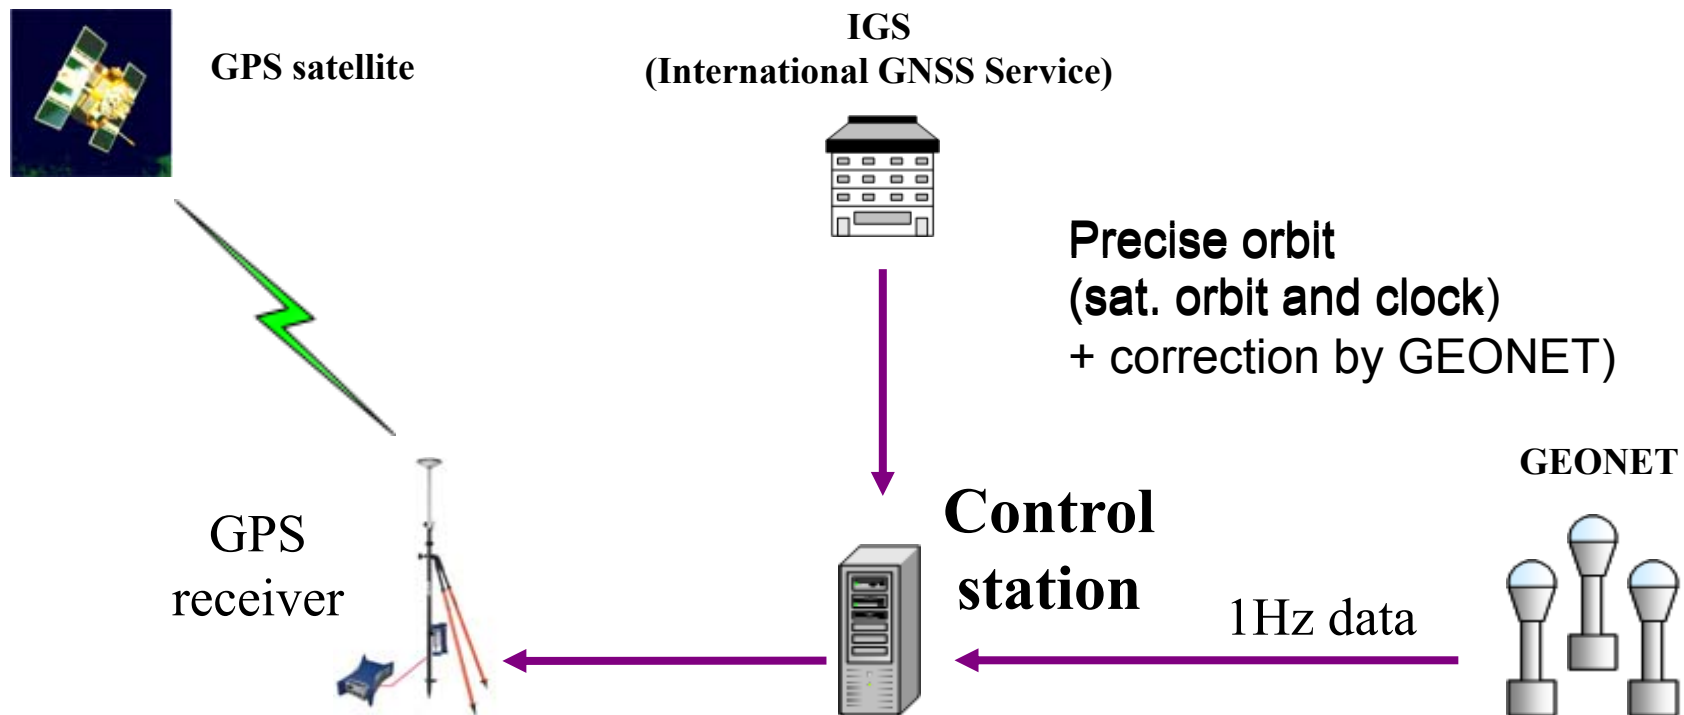 GPS satellite
IGS
(International GNSS Service)
Precise orbit
(sat. orbit and clock)
+ correction by GEONET)
GEONET
Control
station
GPS
receiver
1Hz data